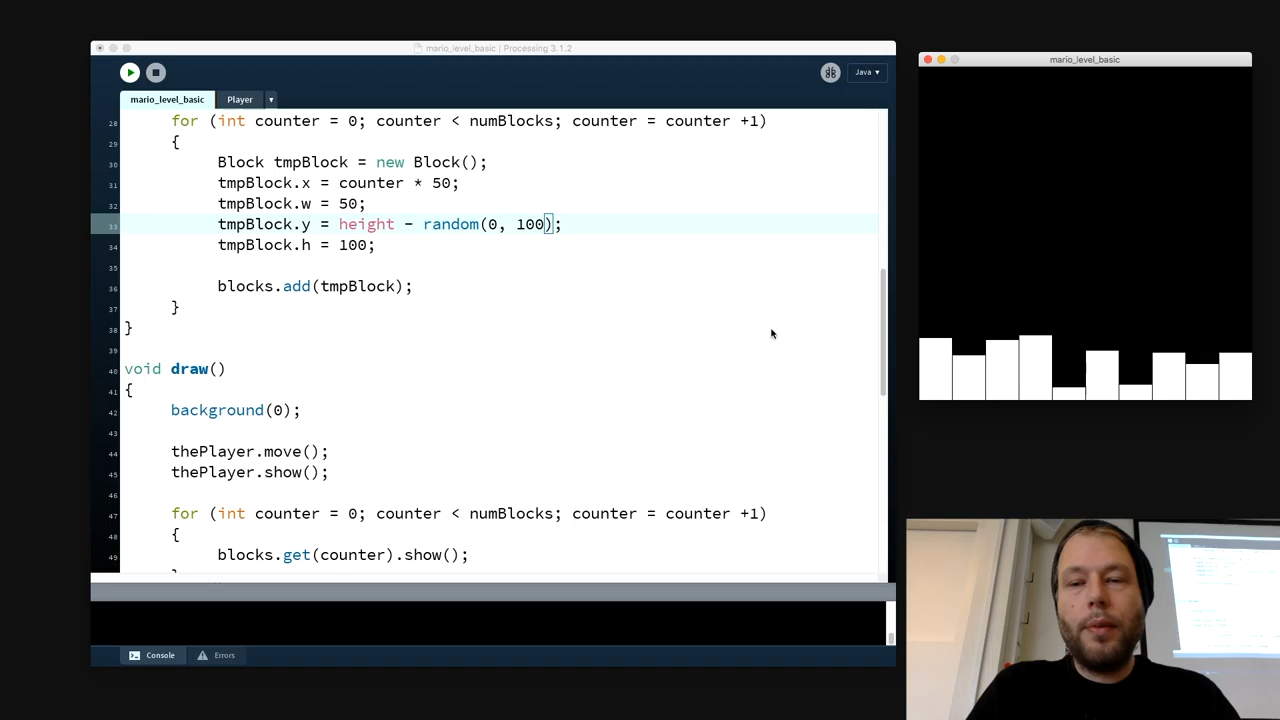 mario_level_basic | Processing 3.1.2
Java ▾
mario_level_basic
Player
▾
28 for (int counter = 0; counter < numBlocks; counter = counter +1)
29 {
30 Block tmpBlock = new Block();
31 tmpBlock.x = counter * 50;
32 tmpBlock.w = 50;
33 tmpBlock.y = height - random(0, 100);
34 tmpBlock.h = 100;
35
36 blocks.add(tmpBlock);
37 }
38 }
39
40 void draw()
41 {
42 background(0);
43
44 thePlayer.move();
45 thePlayer.show();
46
47 for (int counter = 0; counter < numBlocks; counter = counter +1)
48 {
49 blocks.get(counter).show();
Console
Errors
mario_level_basic